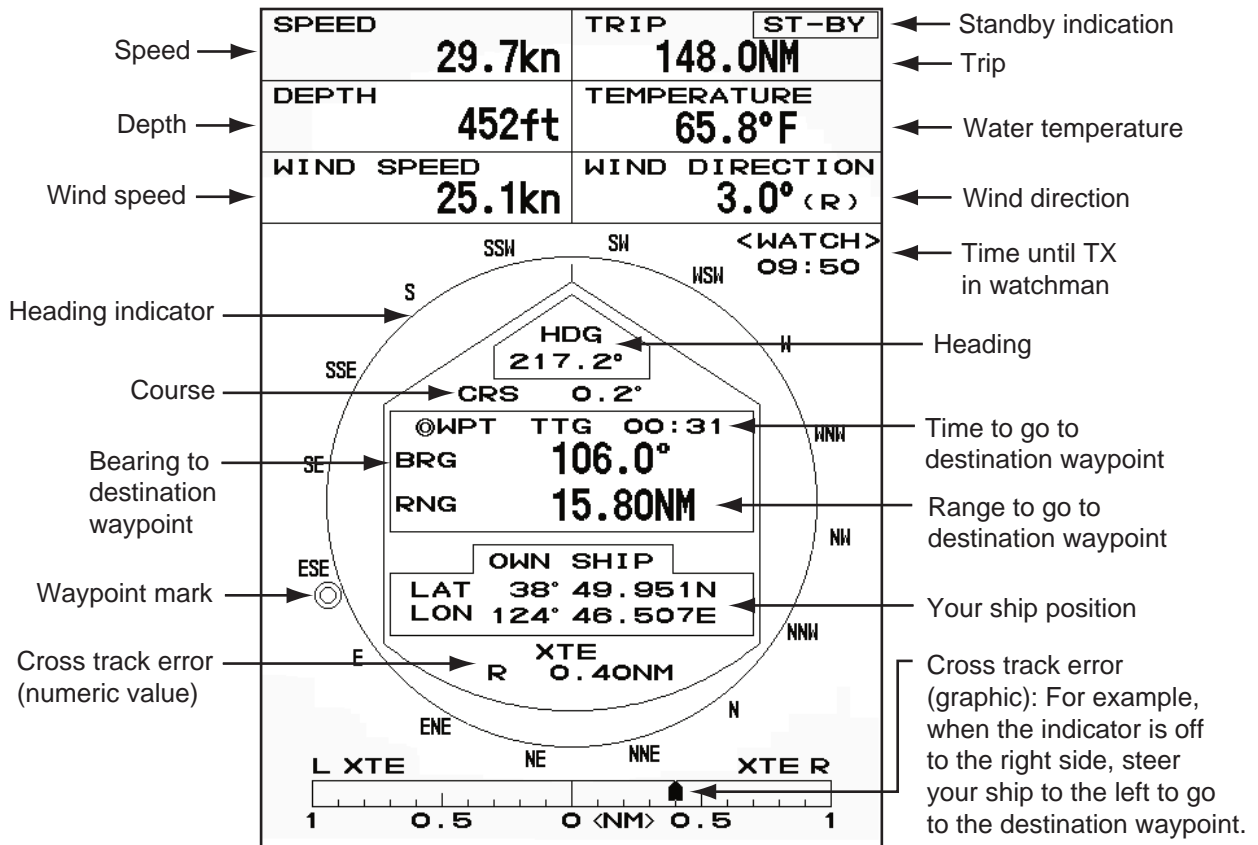 SPEED
29.7kn
TRIP
ST-BY
148.0NM
DEPTH
452ft
TEMPERATURE
65.8°F
WIND SPEED
25.1kn
WIND DIRECTION
3.0° (R)
Speed
Depth
Wind speed
Standby indication
Trip
Water temperature
Wind direction
<WATCH>
09:50
Time until TX
in watchman
SSW
SW
WSW
S
W
SSE
WNW
SE
NW
ESE
NNW
E
N
ENE
NE
NNE
Heading indicator
HDG
217.2°
Heading
Course
CRS 0.2°
◎WPT TTG 00:31
BRG 106.0°
RNG 15.80NM
Time to go to
destination waypoint
Bearing to
destination
waypoint
Range to go to
destination waypoint
OWN SHIP
LAT 38° 49.951N
LON 124° 46.507E
Waypoint mark
Your ship position
XTE
R 0.40NM
Cross track error
(numeric value)
Cross track error
(graphic): For example,
when the indicator is off
to the right side, steer
your ship to the left to go
to the destination waypoint.
L XTE
XTE R
1 0.5 0 <NM> 0.5 1